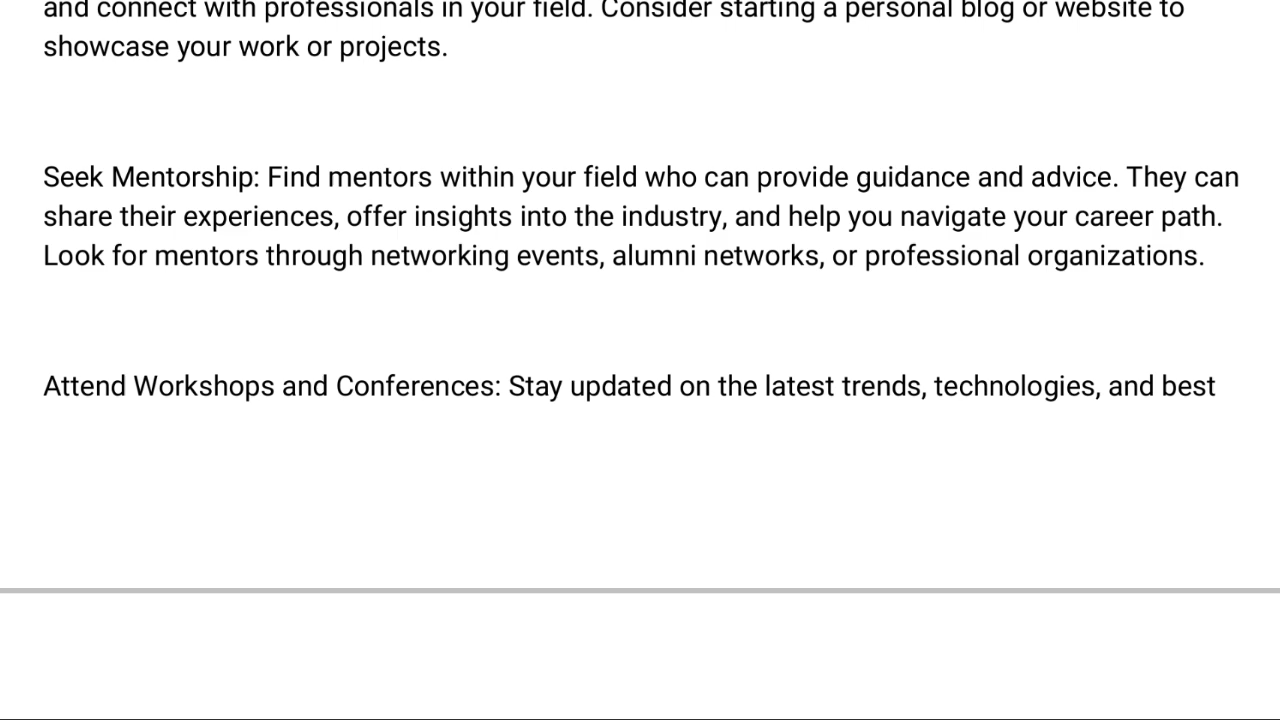 and connect with professionals in your field. Consider starting a personal blog or website to
showcase your work or projects.
Seek Mentorship: Find mentors within your field who can provide guidance and advice. They can
share their experiences, offer insights into the industry, and help you navigate your career path.
Look for mentors through networking events, alumni networks, or professional organizations.
Attend Workshops and Conferences: Stay updated on the latest trends, technologies, and best